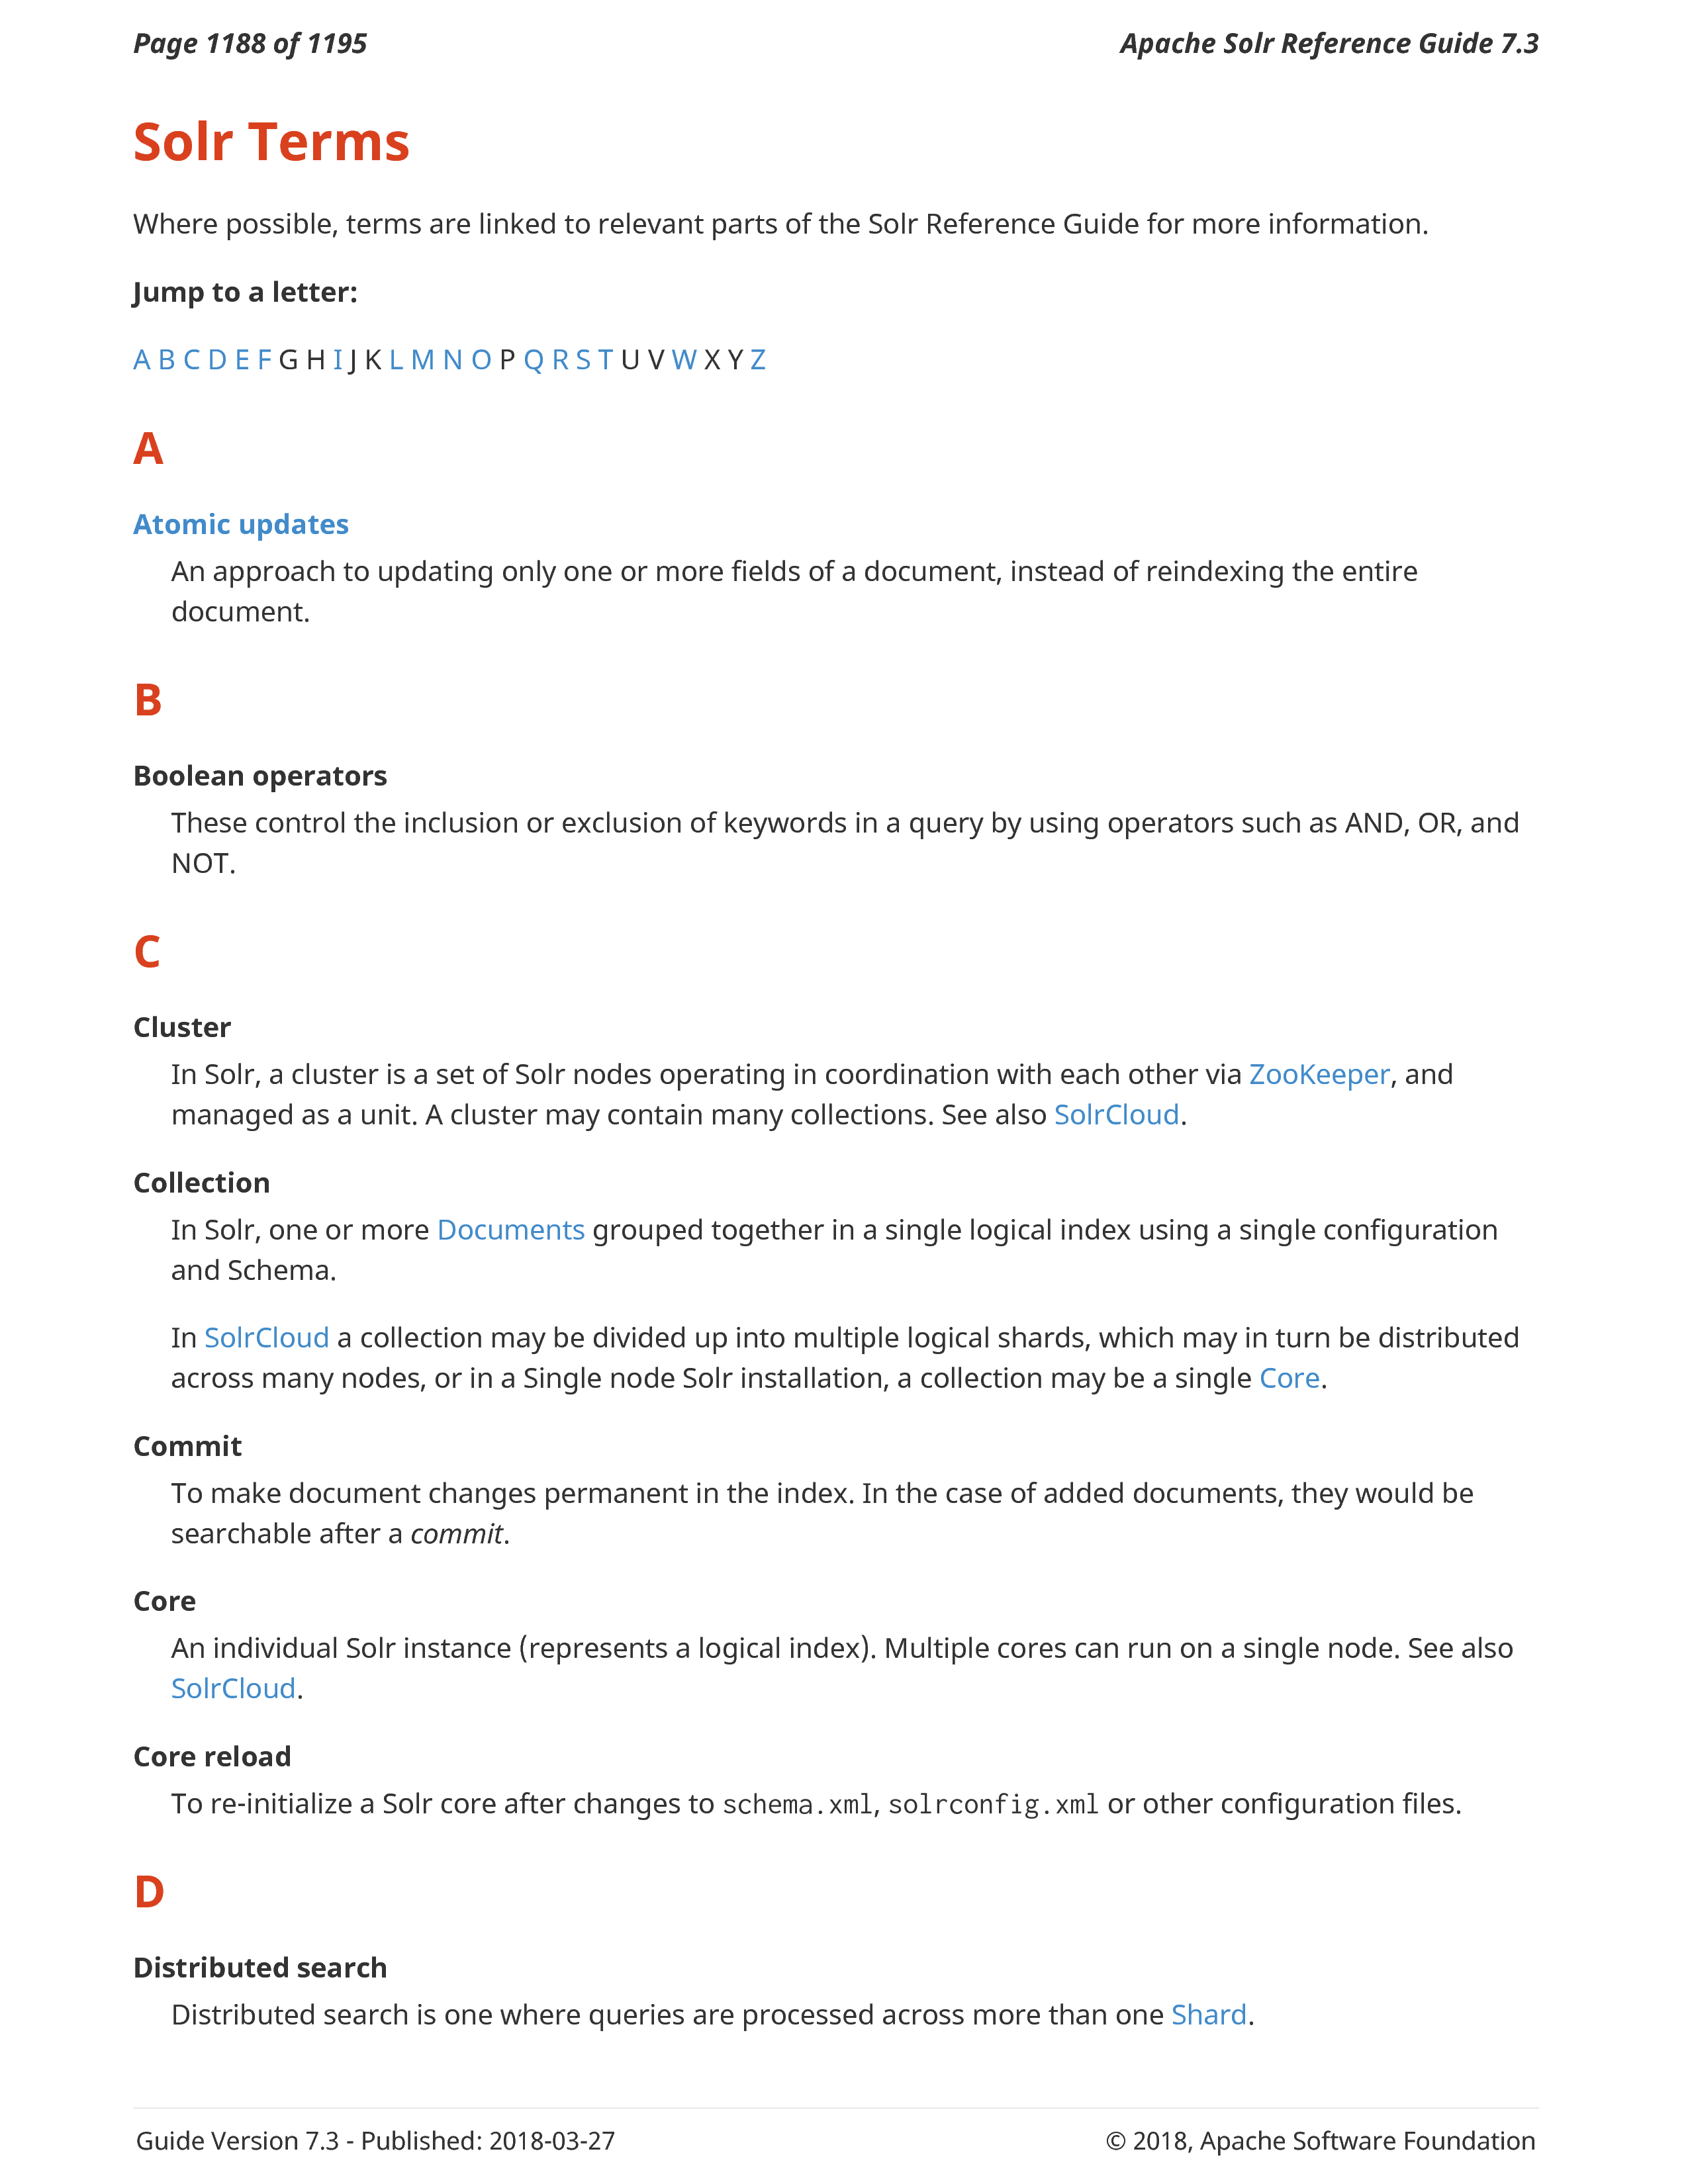 Page 1188 of 1195
Apache Solr Reference Guide 7.3
Solr Terms
Where possible, terms are linked to relevant parts of the Solr Reference Guide for more information.
Jump to a letter:
A B C D E F G H I J K L M N O P Q R S T U V W X Y Z
A
Atomic updates
An approach to updating only one or more fields of a document, instead of reindexing the entire
document.
B
Boolean operators
These control the inclusion or exclusion of keywords in a query by using operators such as AND, OR, and
NOT.
C
Cluster
In Solr, a cluster is a set of Solr nodes operating in coordination with each other via ZooKeeper, and
managed as a unit. A cluster may contain many collections. See also SolrCloud.
Collection
In Solr, one or more Documents grouped together in a single logical index using a single configuration
and Schema.
In SolrCloud a collection may be divided up into multiple logical shards, which may in turn be distributed
across many nodes, or in a Single node Solr installation, a collection may be a single Core.
Commit
To make document changes permanent in the index. In the case of added documents, they would be
searchable after a commit.
Core
An individual Solr instance (represents a logical index). Multiple cores can run on a single node. See also
SolrCloud.
Core reload
To re-initialize a Solr core after changes to schema.xml, solrconfig.xml or other configuration files.
D
Distributed search
Distributed search is one where queries are processed across more than one Shard.
Guide Version 7.3 - Published: 2018-03-27
© 2018, Apache Software Foundation